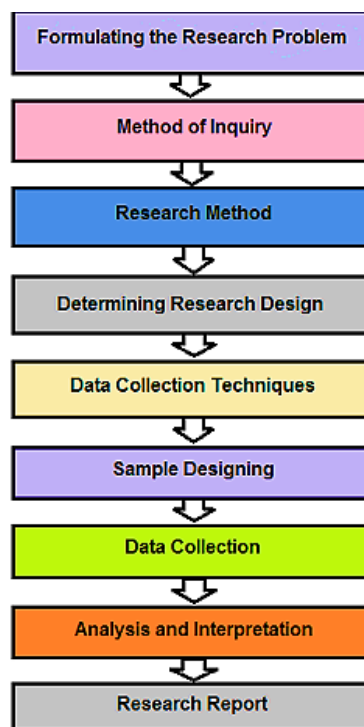 Formulating the Research Problem
Method of Inquiry
Research Method
Determining Research Design
Data Collection Techniques
Sample Designing
Data Collection
Analysis and Interpretation
Research Report